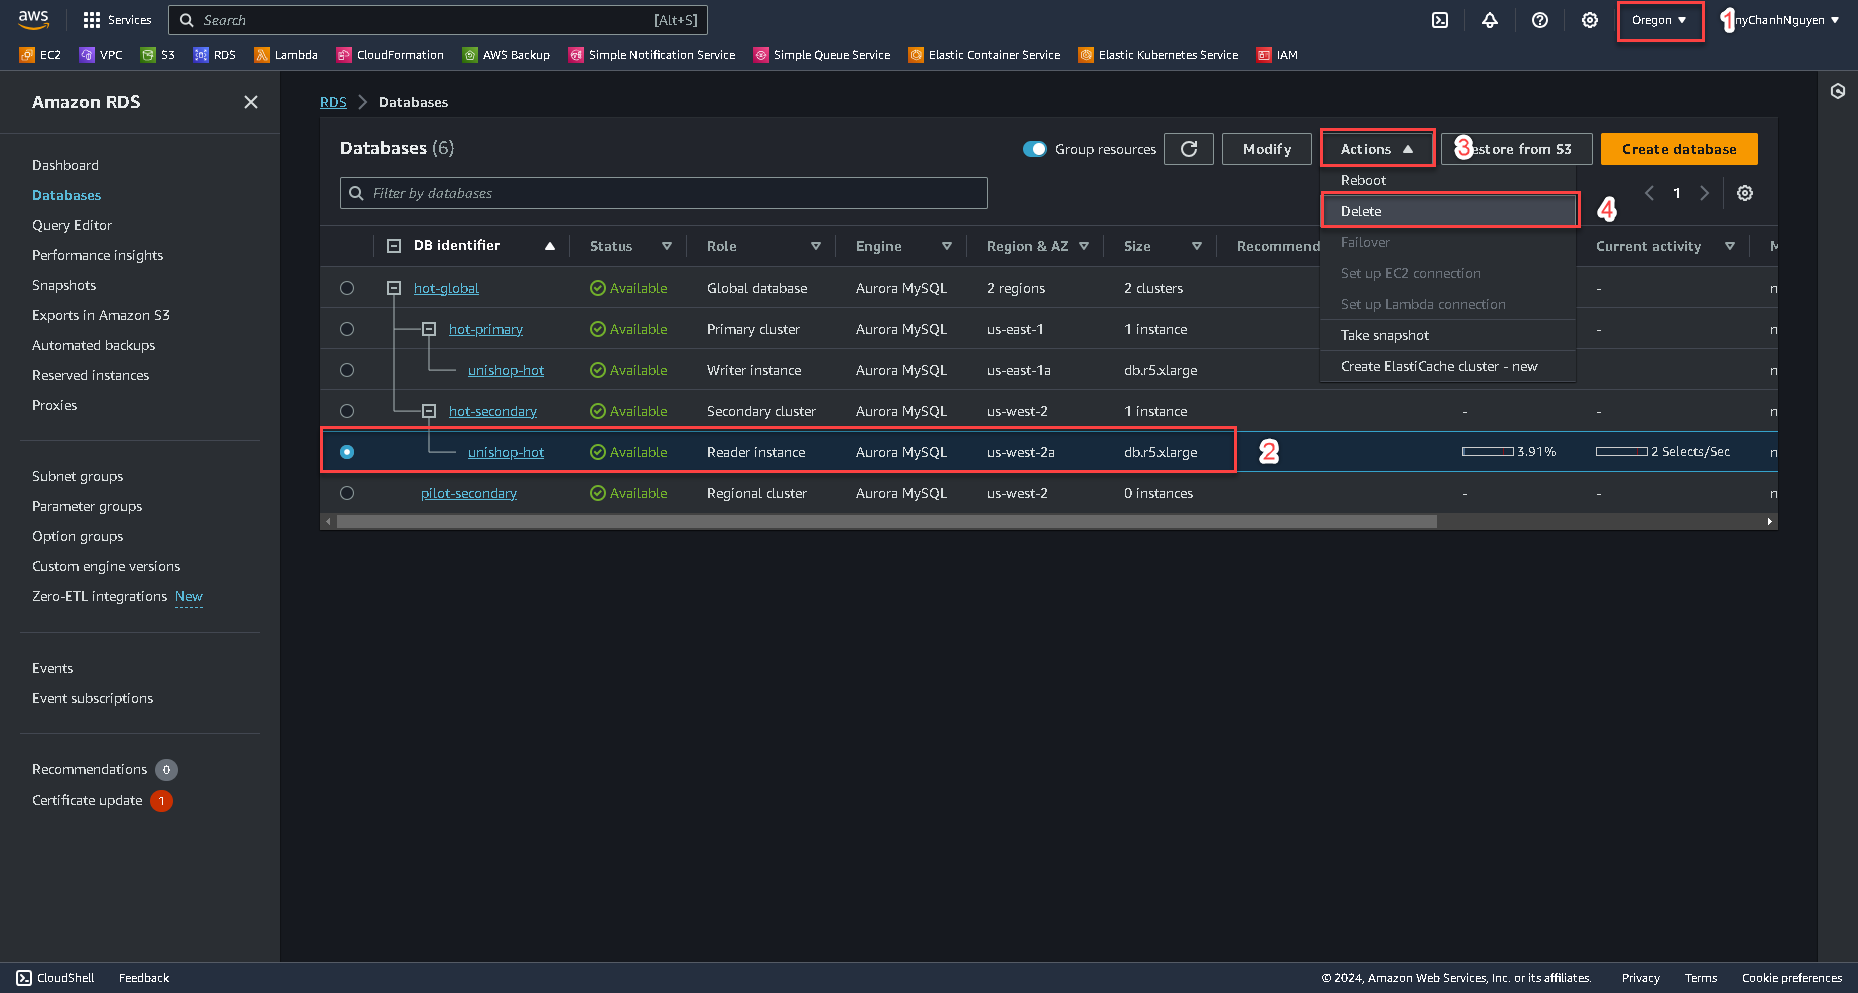 aws
Services
Search
[Alt+S]
Oregon
1
nyChanhNguyen
EC2
VPC
S3
RDS
Lambda
CloudFormation
AWS Backup
Simple Notification Service
Simple Queue Service
Elastic Container Service
Elastic Kubernetes Service
IAM
Amazon RDS
Dashboard
Databases
Query Editor
Performance insights
Snapshots
Exports in Amazon S3
Automated backups
Reserved instances
Proxies
Subnet groups
Parameter groups
Option groups
Custom engine versions
Zero-ETL integrations New
Events
Event subscriptions
Recommendations 0
Certificate update 1
RDS > Databases
Databases (6)
Group resources
Modify
Actions
3
estore from S3
Create database
Filter by databases
1
Reboot
Delete
4
Failover
Set up EC2 connection
Set up Lambda connection
Take snapshot
Create ElastiCache cluster - new
DB identifier Status Role Engine Region & AZ Size Recommend Current activity M
hot-global Available Global database Aurora MySQL 2 regions 2 clusters - n
hot-primary Available Primary cluster Aurora MySQL us-east-1 1 instance - n
unishop-hot Available Writer instance Aurora MySQL us-east-1a db.r5.xlarge n
hot-secondary Available Secondary cluster Aurora MySQL us-west-2 1 instance - - n
unishop-hot Available Reader instance Aurora MySQL us-west-2a db.r5.xlarge 2 3.91% 2 Selects/Sec n
pilot-secondary Available Regional cluster Aurora MySQL us-west-2 0 instances - - n
CloudShell
Feedback
© 2024, Amazon Web Services, Inc. or its affiliates.
Privacy
Terms
Cookie preferences